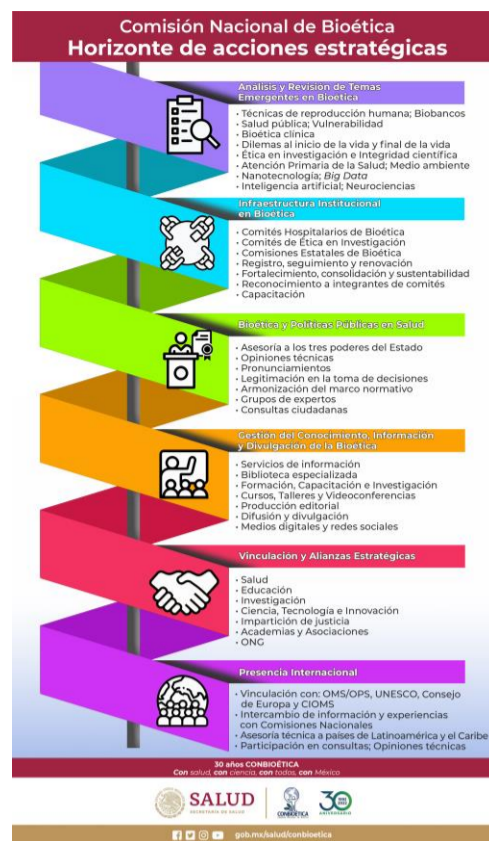 Comisión Nacional de Bioética
Horizonte de acciones estratégicas
Análisis y Revisión de Temas
Emergentes en Bioética
• Técnicas de reproducción humana; Biobancos
• Salud pública; Vulnerabilidad
• Bioética clínica
• Dilemas al inicio de la vida y final de la vida
• Ética en investigación e Integridad científica
• Atención Primaria de la Salud; Medio ambiente
• Nanotecnología; Big Data
• Inteligencia artificial; Neurociencias
Infraestructura Institucional
en Bioética
• Comités Hospitalarios de Bioética
• Comités de Ética en Investigación
• Comisiones Estatales de Bioética
• Registro, seguimiento y renovación
• Fortalecimiento, consolidación y sustentabilidad
• Reconocimiento a integrantes de comités
• Capacitación
Bioética y Políticas Públicas en Salud
• Asesoría a los tres poderes del Estado
• Opiniones técnicas
• Pronunciamientos
• Legitimación en la toma de decisiones
• Armonización del marco normativo
• Grupos de expertos
• Consultas ciudadanas
Gestión del Conocimiento, Información
y Divulgación de la Bioética
• Servicios de información
• Biblioteca especializada
• Formación, Capacitación e Investigación
• Cursos, Talleres y Videoconferencias
• Producción editorial
• Difusión y divulgación
• Medios digitales y redes sociales
Vinculación y Alianzas Estratégicas
• Salud
• Educación
• Investigación
• Ciencia, Tecnología e Innovación
• Impartición de justicia
• Academias y Asociaciones
• ONG
Presencia Internacional
• Vinculación con: OMS/OPS, UNESCO, Consejo
de Europa y CIOMS
• Intercambio de información y experiencias
con Comisiones Nacionales
• Asesoría técnica a países de Latinoamérica y el Caribe
• Participación en consultas; Opiniones técnicas
30 años CONBIOÉTICA
Con salud, con ciencia, con todos, con México
SALUD
SECRETARÍA DE SALUD
CONBIOÉTICA
30
ANIVERSARIO
gob.mx/salud/conbioetica